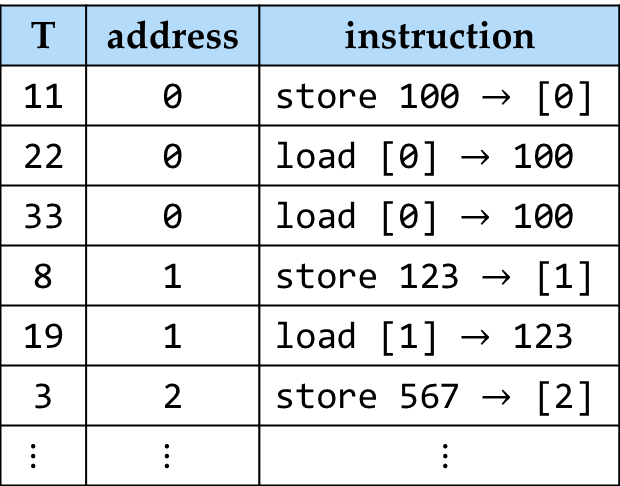 T address instruction
11 0 store 100 → [0]
22 0 load [0] → 100
33 0 load [0] → 100
8 1 store 123 → [1]
19 1 load [1] → 123
3 2 store 567 → [2]
⋮ ⋮ ⋮